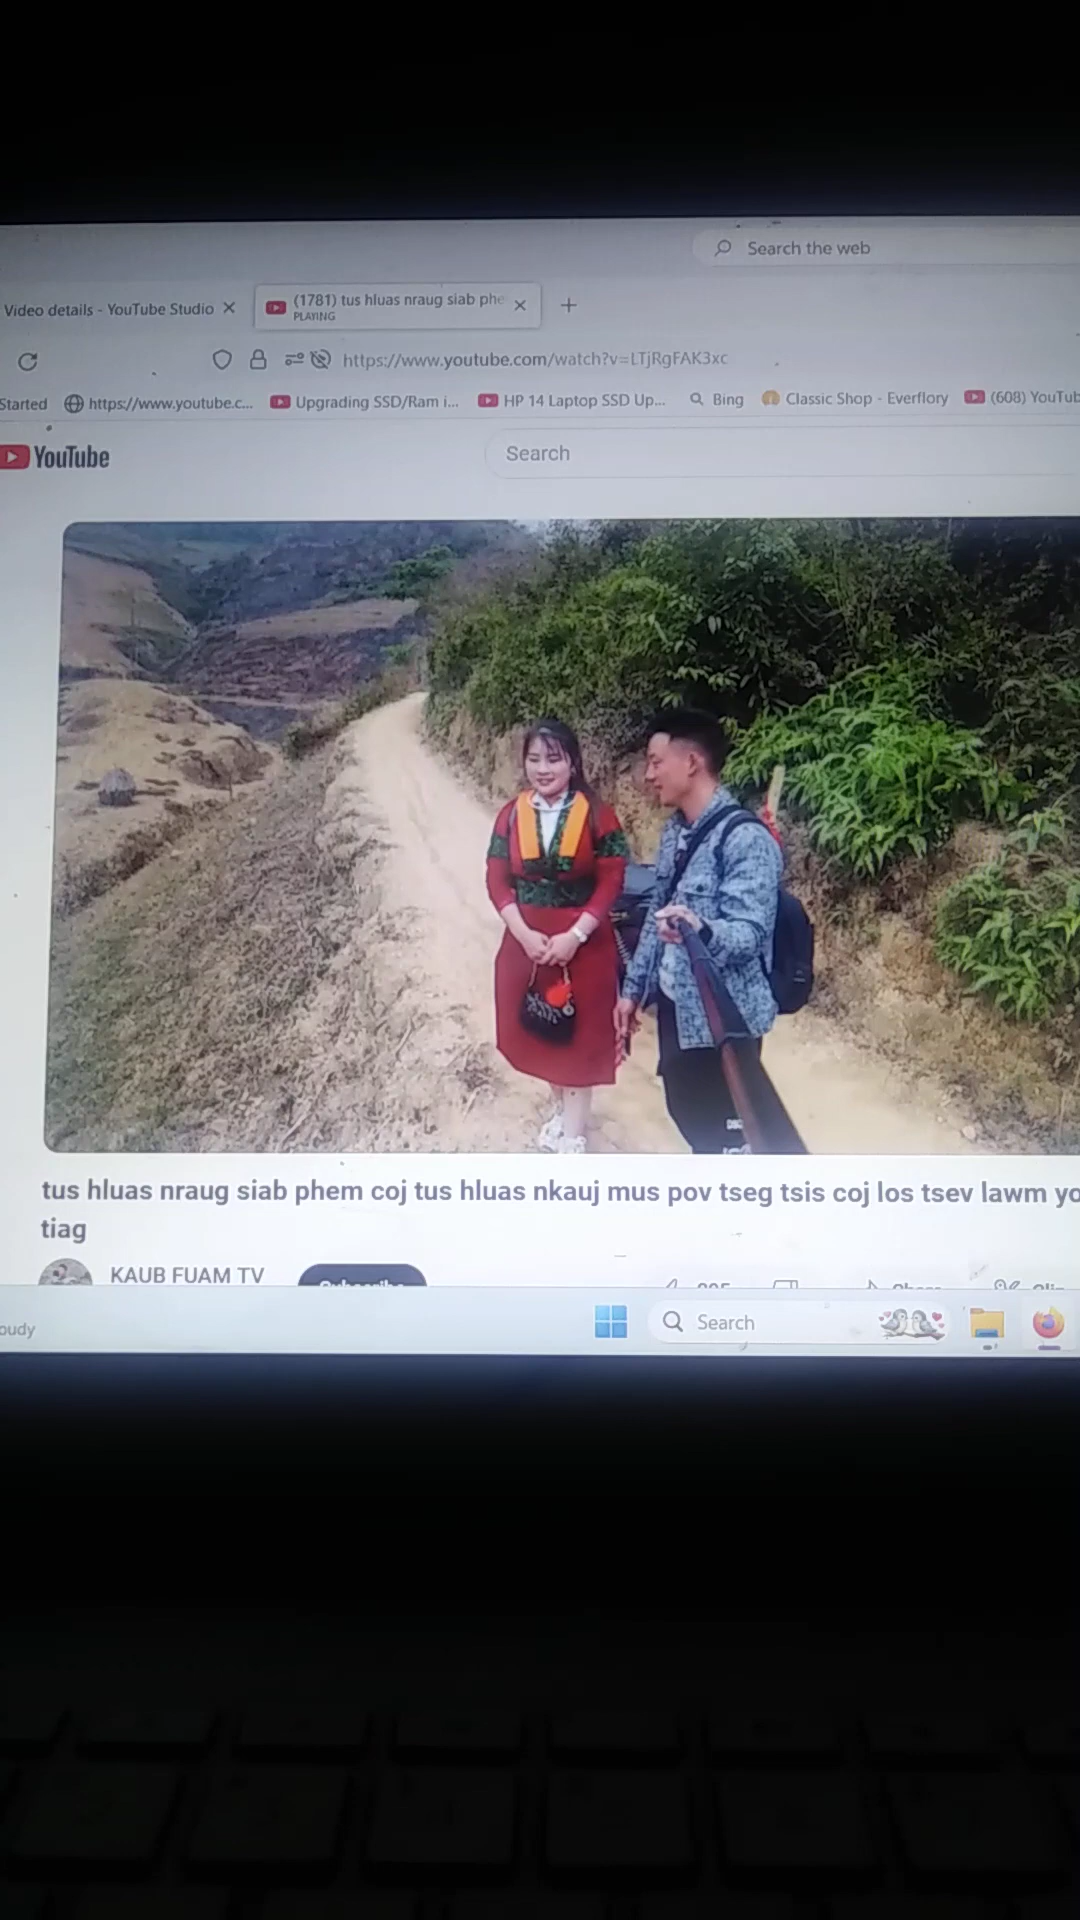 Search the web
Video details - YouTube Studio
(1781) tus hluas nraug siab phe
PLAYING
https://www.youtube.com/watch?v=LTjRgFAK3xc
Started https://www.youtube.c... Upgrading SSD/Ram i... HP 14 Laptop SSD Up... Bing Classic Shop - Everflory (608) YouTub
YouTube
Search
tus hluas nraug siab phem coj tus hluas nkauj mus pov tseg tsis coj los tsev lawm yo
tiag
KAUB FUAM TV
Subscribe
oudy
Search